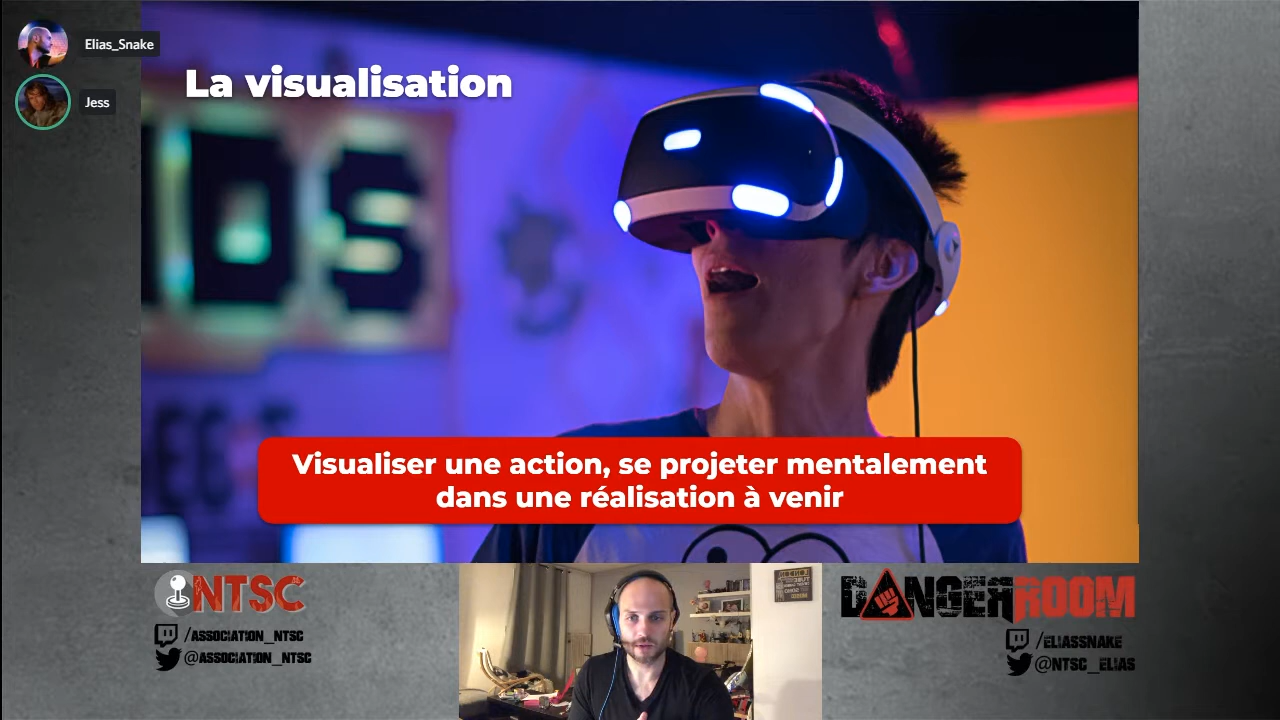 Elias_Snake
Jess
La visualisation
DS
Visualiser une action, se projeter mentalement
dans une réalisation à venir
NTSC
/ASSOCIATION_NTSC
@ASSOCIATION_NTSC
DANGERROOM
/ELIASSNAKE
@NTSC_ELIAS